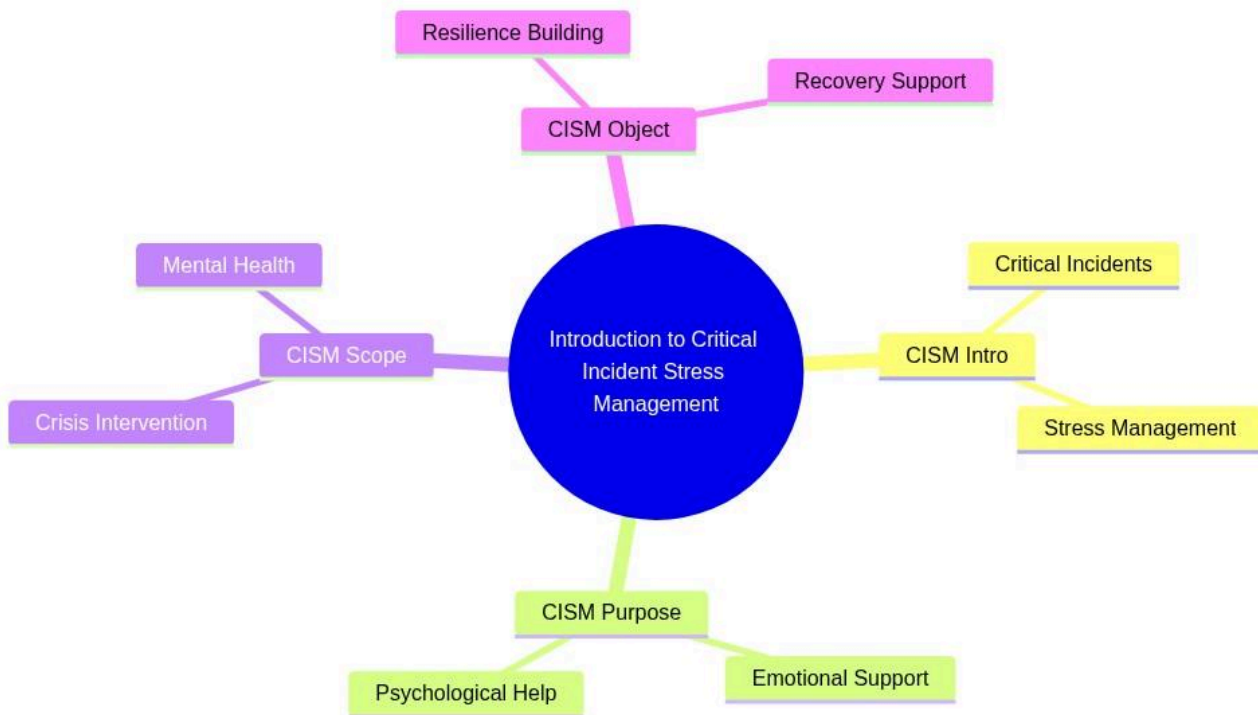 Resilience Building
Recovery Support
CISM Object
Mental Health
Critical Incidents
CISM Scope
Introduction to Critical
Incident Stress
Management
CISM Intro
Crisis Intervention
Stress Management
CISM Purpose
Psychological Help
Emotional Support